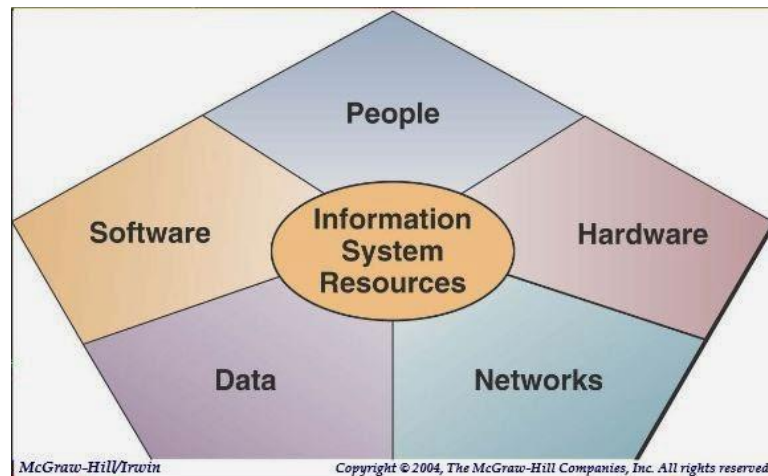 People
Software
Information
System
Resources
Hardware
Data
Networks
McGraw-Hill/Irwin
Copyright © 2004, The McGraw-Hill Companies, Inc. All rights reserved